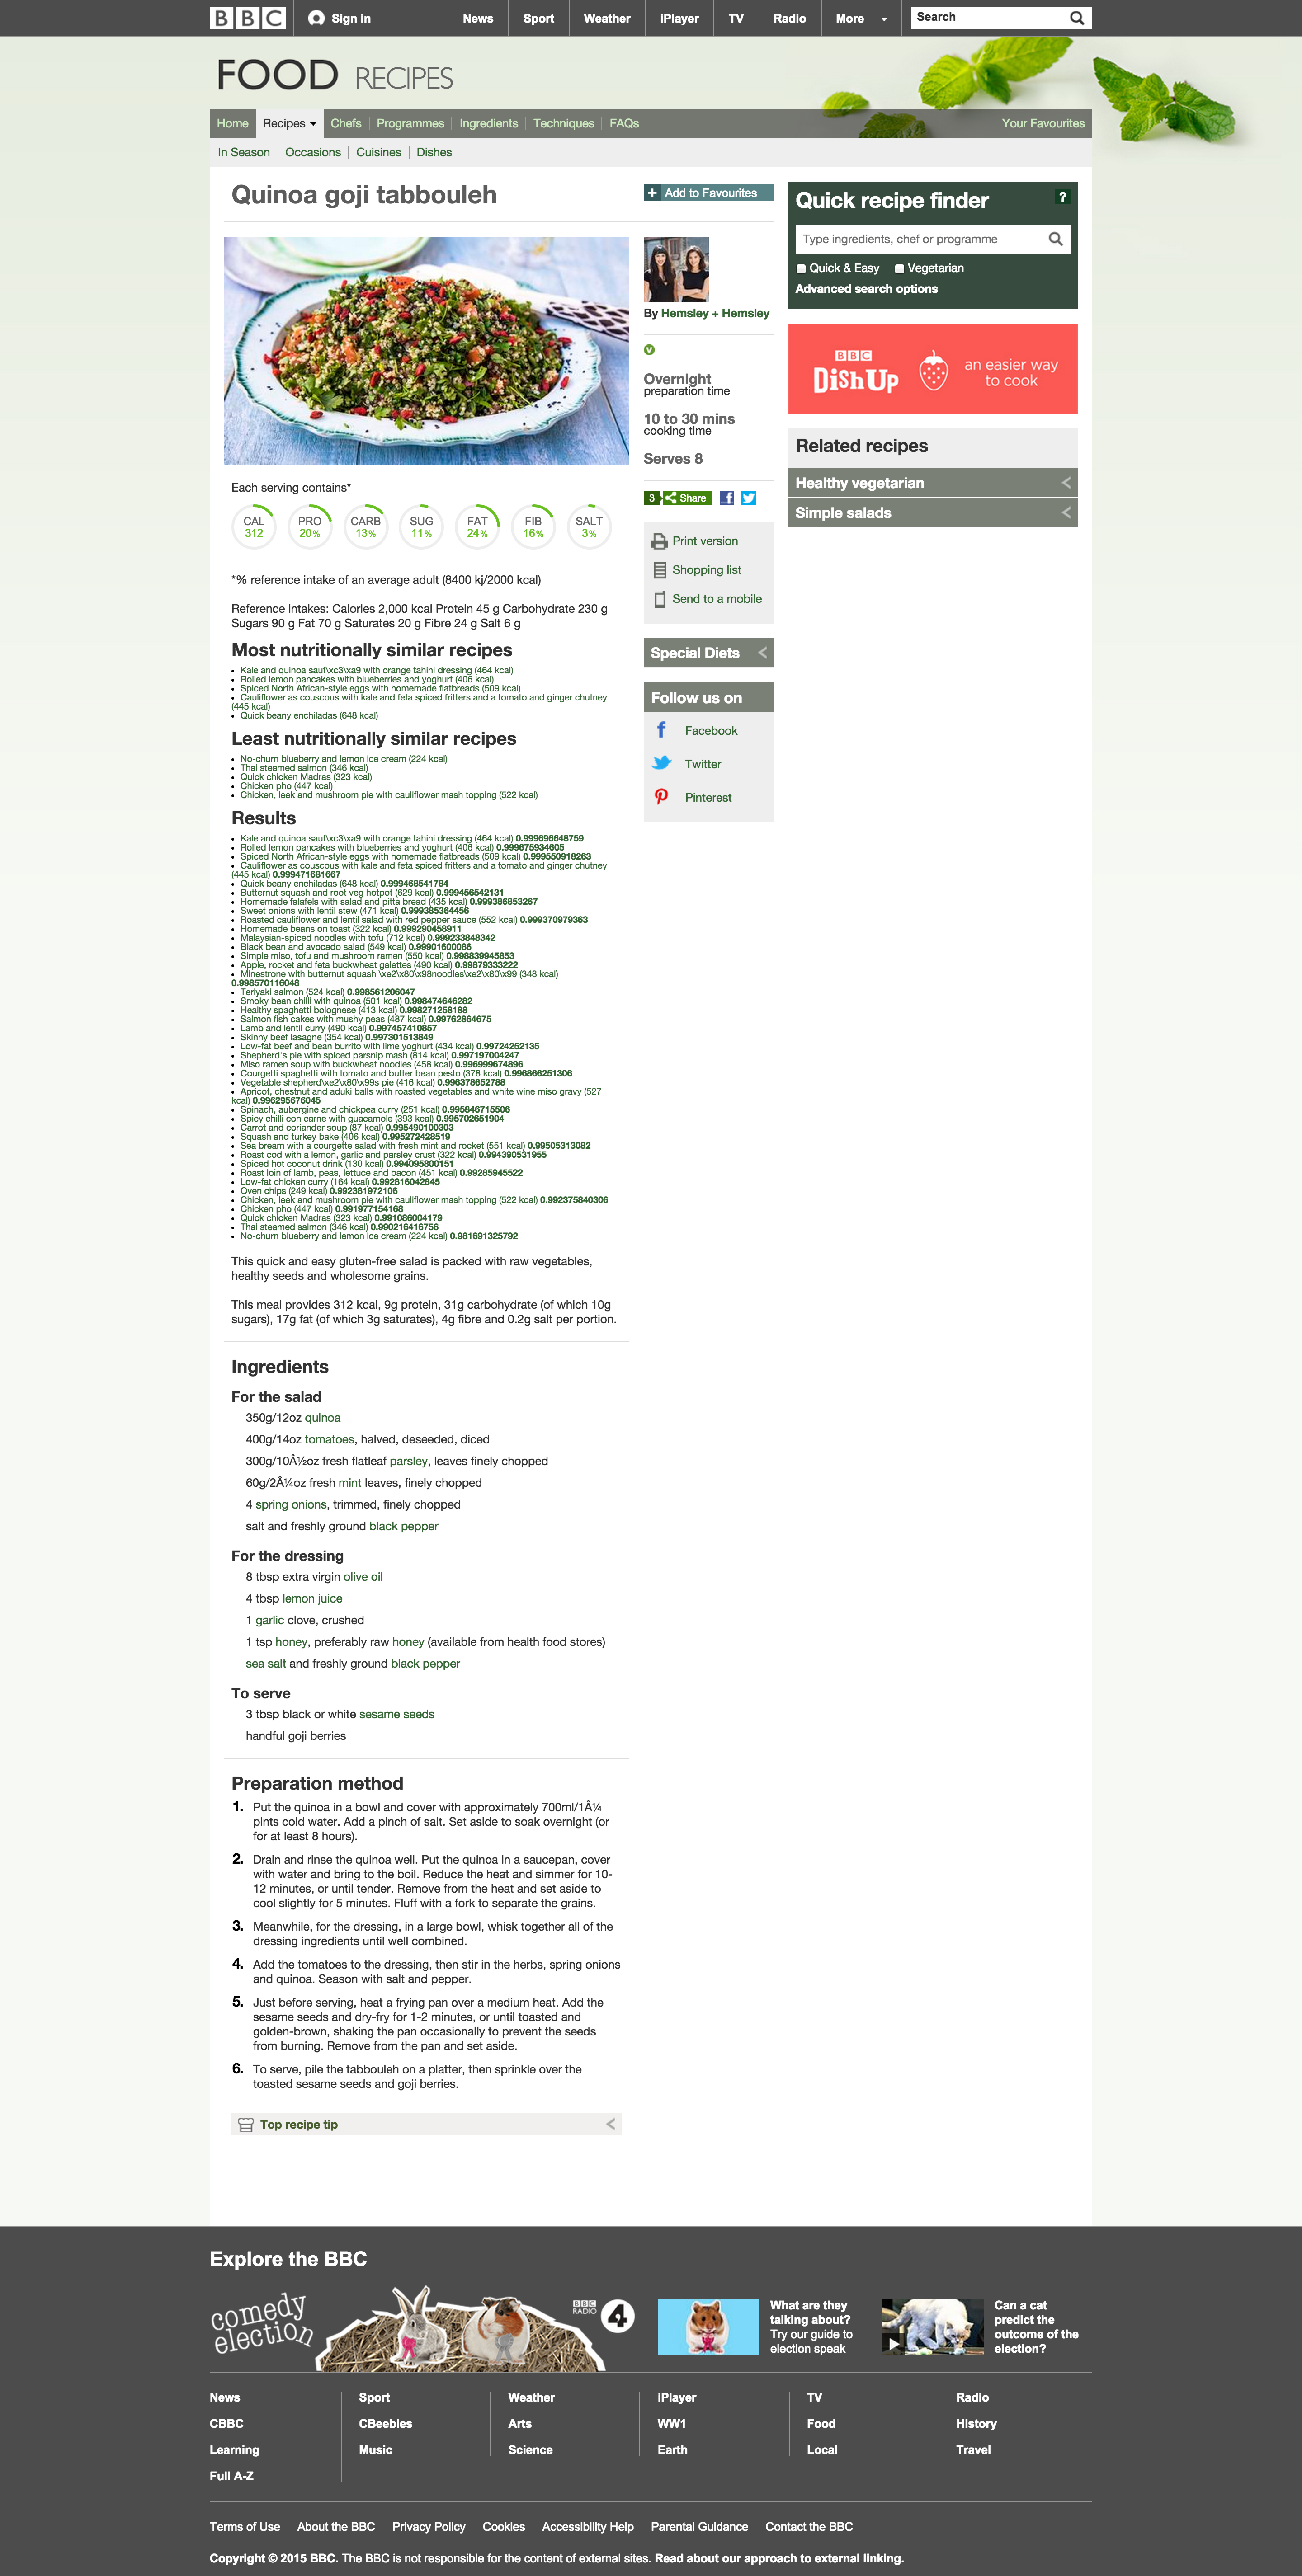 BBC
Sign in
News
Sport
Weather
iPlayer
TV
Radio
More
Search
FOOD RECIPES
Home
Recipes
Chefs
Programmes
Ingredients
Techniques
FAQs
Your Favourites
In Season
Occasions
Cuisines
Dishes
Quinoa goji tabbouleh
+ Add to Favourites
By Hemsley + Hemsley
V
Overnight
preparation time
10 to 30 mins
cooking time
Serves 8
3 Share
Print version
Shopping list
Send to a mobile
Special Diets
Follow us on
Facebook
Twitter
Pinterest
Quick recipe finder
?
Type ingredients, chef or programme
Quick & Easy
Vegetarian
Advanced search options
BBC
Dish Up
an easier way
to cook
Related recipes
Healthy vegetarian
Simple salads
Each serving contains*
CAL
312
PRO
20%
CARB
13%
SUG
11%
FAT
24%
FIB
16%
SALT
3%
*% reference intake of an average adult (8400 kj/2000 kcal)
Reference intakes: Calories 2,000 kcal Protein 45 g Carbohydrate 230 g
Sugars 90 g Fat 70 g Saturates 20 g Fibre 24 g Salt 6 g
Most nutritionally similar recipes
• Kale and quinoa saut\xc3\xa9 with orange tahini dressing (464 kcal)
• Rolled lemon pancakes with blueberries and yoghurt (406 kcal)
• Spiced North African-style eggs with homemade flatbreads (509 kcal)
• Cauliflower as couscous with kale and feta spiced fritters and a tomato and ginger chutney
(445 kcal)
• Quick beany enchiladas (648 kcal)
Least nutritionally similar recipes
• No-churn blueberry and lemon ice cream (224 kcal)
• Thai steamed salmon (346 kcal)
• Quick chicken Madras (323 kcal)
• Chicken pho (447 kcal)
• Chicken, leek and mushroom pie with cauliflower mash topping (522 kcal)
Results
• Kale and quinoa saut\xc3\xa9 with orange tahini dressing (464 kcal) 0.999696648759
• Rolled lemon pancakes with blueberries and yoghurt (406 kcal) 0.999675934605
• Spiced North African-style eggs with homemade flatbreads (509 kcal) 0.999550918263
• Cauliflower as couscous with kale and feta spiced fritters and a tomato and ginger chutney
(445 kcal) 0.999471681667
• Quick beany enchiladas (648 kcal) 0.999468541784
• Butternut squash and root veg hotpot (629 kcal) 0.999456542131
• Homemade falafels with salad and pitta bread (435 kcal) 0.999386853267
• Sweet onions with lentil stew (471 kcal) 0.999385364456
• Roasted cauliflower and lentil salad with red pepper sauce (552 kcal) 0.999370979363
• Homemade beans on toast (322 kcal) 0.999290458911
• Malaysian-spiced noodles with tofu (712 kcal) 0.999233848342
• Black bean and avocado salad (549 kcal) 0.99901600086
• Simple miso, tofu and mushroom ramen (550 kcal) 0.998839945853
• Apple, rocket and feta buckwheat galettes (490 kcal) 0.99879333222
• Minestrone with butternut squash \xe2\x80\x98noodles\xe2\x80\x99 (348 kcal)
0.998570116048
• Teriyaki salmon (524 kcal) 0.998561206047
• Smoky bean chilli with quinoa (501 kcal) 0.998474646282
• Healthy spaghetti bolognese (413 kcal) 0.998271258188
• Salmon fish cakes with mushy peas (487 kcal) 0.99762864675
• Lamb and lentil curry (490 kcal) 0.997457410857
• Skinny beef lasagne (354 kcal) 0.997301513849
• Low-fat beef and bean burrito with lime yoghurt (434 kcal) 0.99724252135
• Shepherd's pie with spiced parsnip mash (814 kcal) 0.997197004247
• Miso ramen soup with buckwheat noodles (458 kcal) 0.996999674896
• Courgetti spaghetti with tomato and butter bean pesto (378 kcal) 0.996866251306
• Vegetable shepherd\xe2\x80\x99s pie (416 kcal) 0.996378652788
• Apricot, chestnut and aduki balls with roasted vegetables and white wine miso gravy (527
kcal) 0.996295676045
• Spinach, aubergine and chickpea curry (251 kcal) 0.995846715506
• Spicy chilli con carne with guacamole (393 kcal) 0.995702651904
• Carrot and coriander soup (87 kcal) 0.995490100303
• Squash and turkey bake (406 kcal) 0.995272428519
• Sea bream with a courgette salad with fresh mint and rocket (551 kcal) 0.99505313082
• Roast cod with a lemon, garlic and parsley crust (322 kcal) 0.994390531955
• Spiced hot coconut drink (130 kcal) 0.994095800151
• Roast loin of lamb, peas, lettuce and bacon (451 kcal) 0.99285945522
• Low-fat chicken curry (164 kcal) 0.992816042845
• Oven chips (249 kcal) 0.992381972106
• Chicken, leek and mushroom pie with cauliflower mash topping (522 kcal) 0.992375840306
• Chicken pho (447 kcal) 0.991977154168
• Quick chicken Madras (323 kcal) 0.991086004179
• Thai steamed salmon (346 kcal) 0.990216416756
• No-churn blueberry and lemon ice cream (224 kcal) 0.981691325792
This quick and easy gluten-free salad is packed with raw vegetables,
healthy seeds and wholesome grains.
This meal provides 312 kcal, 9g protein, 31g carbohydrate (of which 10g
sugars), 17g fat (of which 3g saturates), 4g fibre and 0.2g salt per portion.
Ingredients
For the salad
350g/12oz quinoa
400g/14oz tomatoes, halved, deseeded, diced
300g/10Â½oz fresh flatleaf parsley, leaves finely chopped
60g/2Â¼oz fresh mint leaves, finely chopped
4 spring onions, trimmed, finely chopped
salt and freshly ground black pepper
For the dressing
8 tbsp extra virgin olive oil
4 tbsp lemon juice
1 garlic clove, crushed
1 tsp honey, preferably raw honey (available from health food stores)
sea salt and freshly ground black pepper
To serve
3 tbsp black or white sesame seeds
handful goji berries
Preparation method
1. Put the quinoa in a bowl and cover with approximately 700ml/1Â¼
pints cold water. Add a pinch of salt. Set aside to soak overnight (or
for at least 8 hours).
2. Drain and rinse the quinoa well. Put the quinoa in a saucepan, cover
with water and bring to the boil. Reduce the heat and simmer for 10-
12 minutes, or until tender. Remove from the heat and set aside to
cool slightly for 5 minutes. Fluff with a fork to separate the grains.
3. Meanwhile, for the dressing, in a large bowl, whisk together all of the
dressing ingredients until well combined.
4. Add the tomatoes to the dressing, then stir in the herbs, spring onions
and quinoa. Season with salt and pepper.
5. Just before serving, heat a frying pan over a medium heat. Add the
sesame seeds and dry-fry for 1-2 minutes, or until toasted and
golden-brown, shaking the pan occasionally to prevent the seeds
from burning. Remove from the pan and set aside.
6. To serve, pile the tabbouleh on a platter, then sprinkle over the
toasted sesame seeds and goji berries.
Top recipe tip
Explore the BBC
comedy
election
BBC
RADIO
4
What are they
talking about?
Try our guide to
election speak
Can a cat
predict the
outcome of the
election?
News
Sport
Weather
iPlayer
TV
Radio
CBBC
CBeebies
Arts
WW1
Food
History
Learning
Music
Science
Earth
Local
Travel
Full A-Z
Terms of Use
About the BBC
Privacy Policy
Cookies
Accessibility Help
Parental Guidance
Contact the BBC
Copyright © 2015 BBC. The BBC is not responsible for the content of external sites. Read about our approach to external linking.